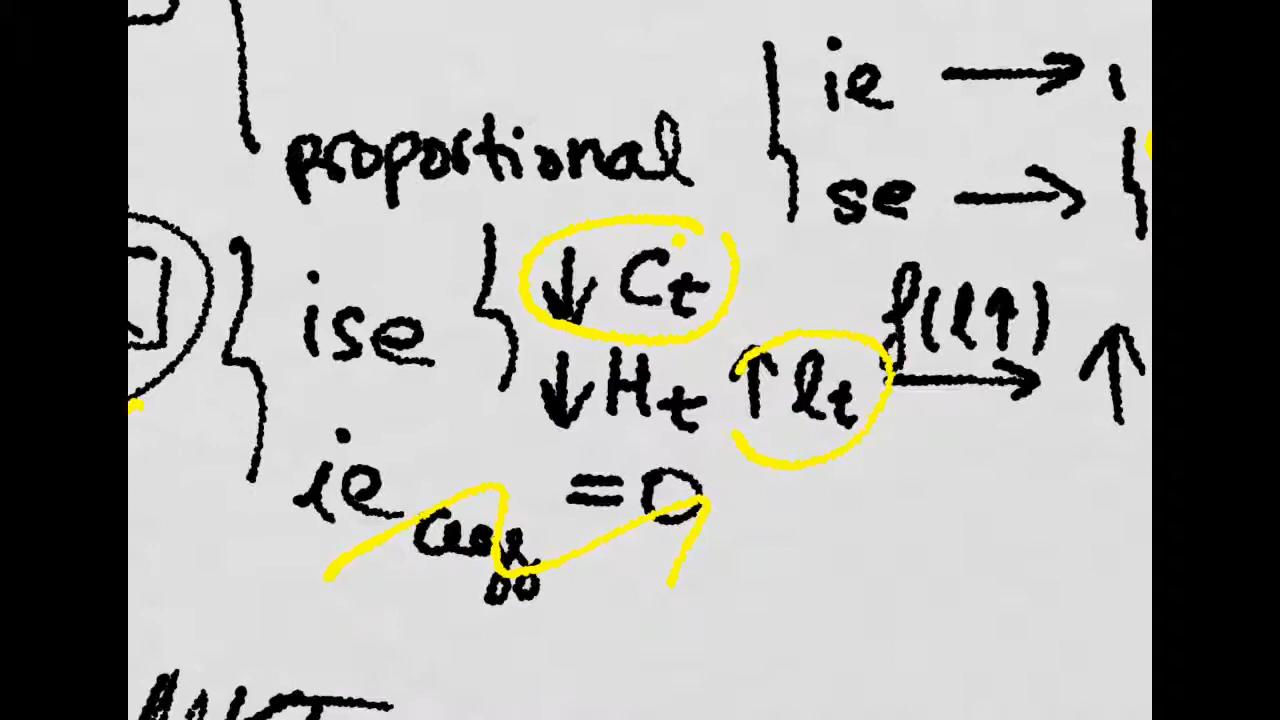 ie →
proportional
se →
ise
↓ Ct
f(l↑)
↓ Ht ↑ lt → ↑
ie = 0